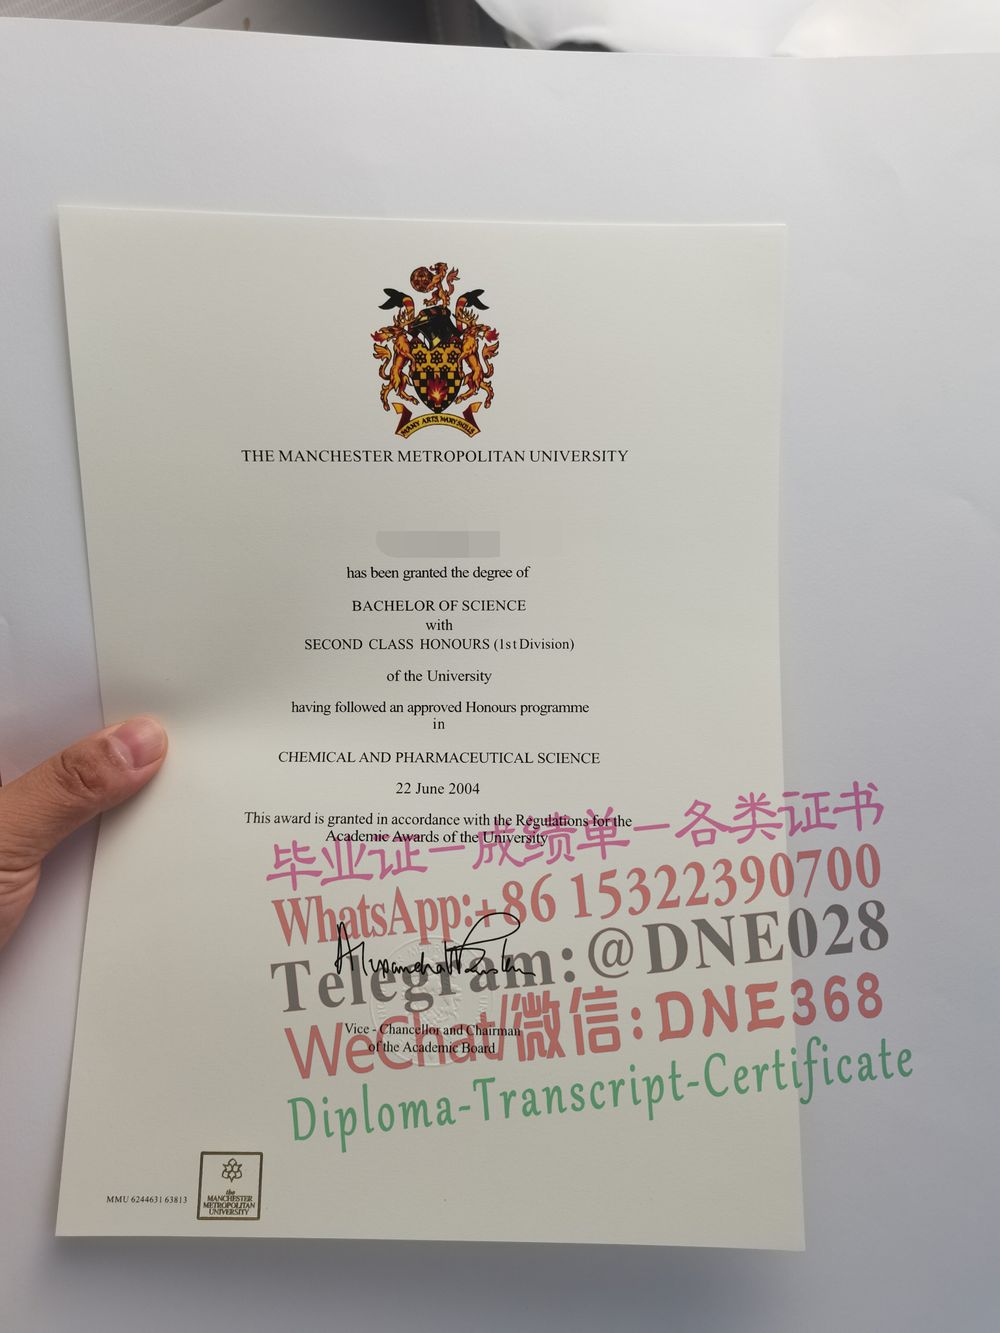 MANY ARTS, MANY SKILLS
THE MANCHESTER METROPOLITAN UNIVERSITY
has been granted the degree of
BACHELOR OF SCIENCE
with
SECOND CLASS HONOURS (1st Division)
of the University
having followed an approved Honours programme
in
CHEMICAL AND PHARMACEUTICAL SCIENCE
22 June 2004
This award is granted in accordance with the Regulations for the
Academic Awards of the University
毕业证—成绩单—各类证书
WhatsApp:+86 15322390700
Telegram:@DNE028
WeChat/微信:DNE368
Vice - Chancellor and Chairman
of the Academic Board
Diploma-Transcript-Certificate
MMU 6244631 63813
the
MANCHESTER
METROPOLITAN
UNIVERSITY